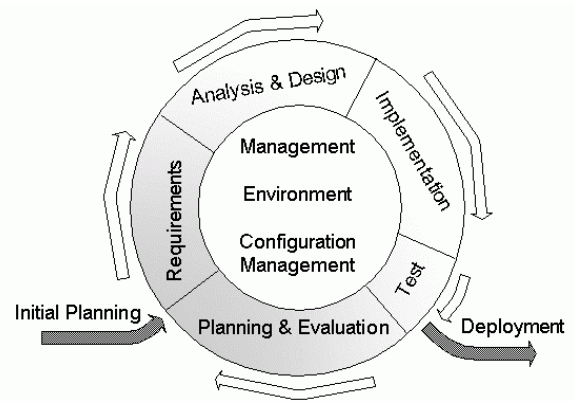 Analysis & Design
Implementation
Management
Environment
Configuration
Management
Requirements
Test
Initial Planning
Planning & Evaluation
Deployment